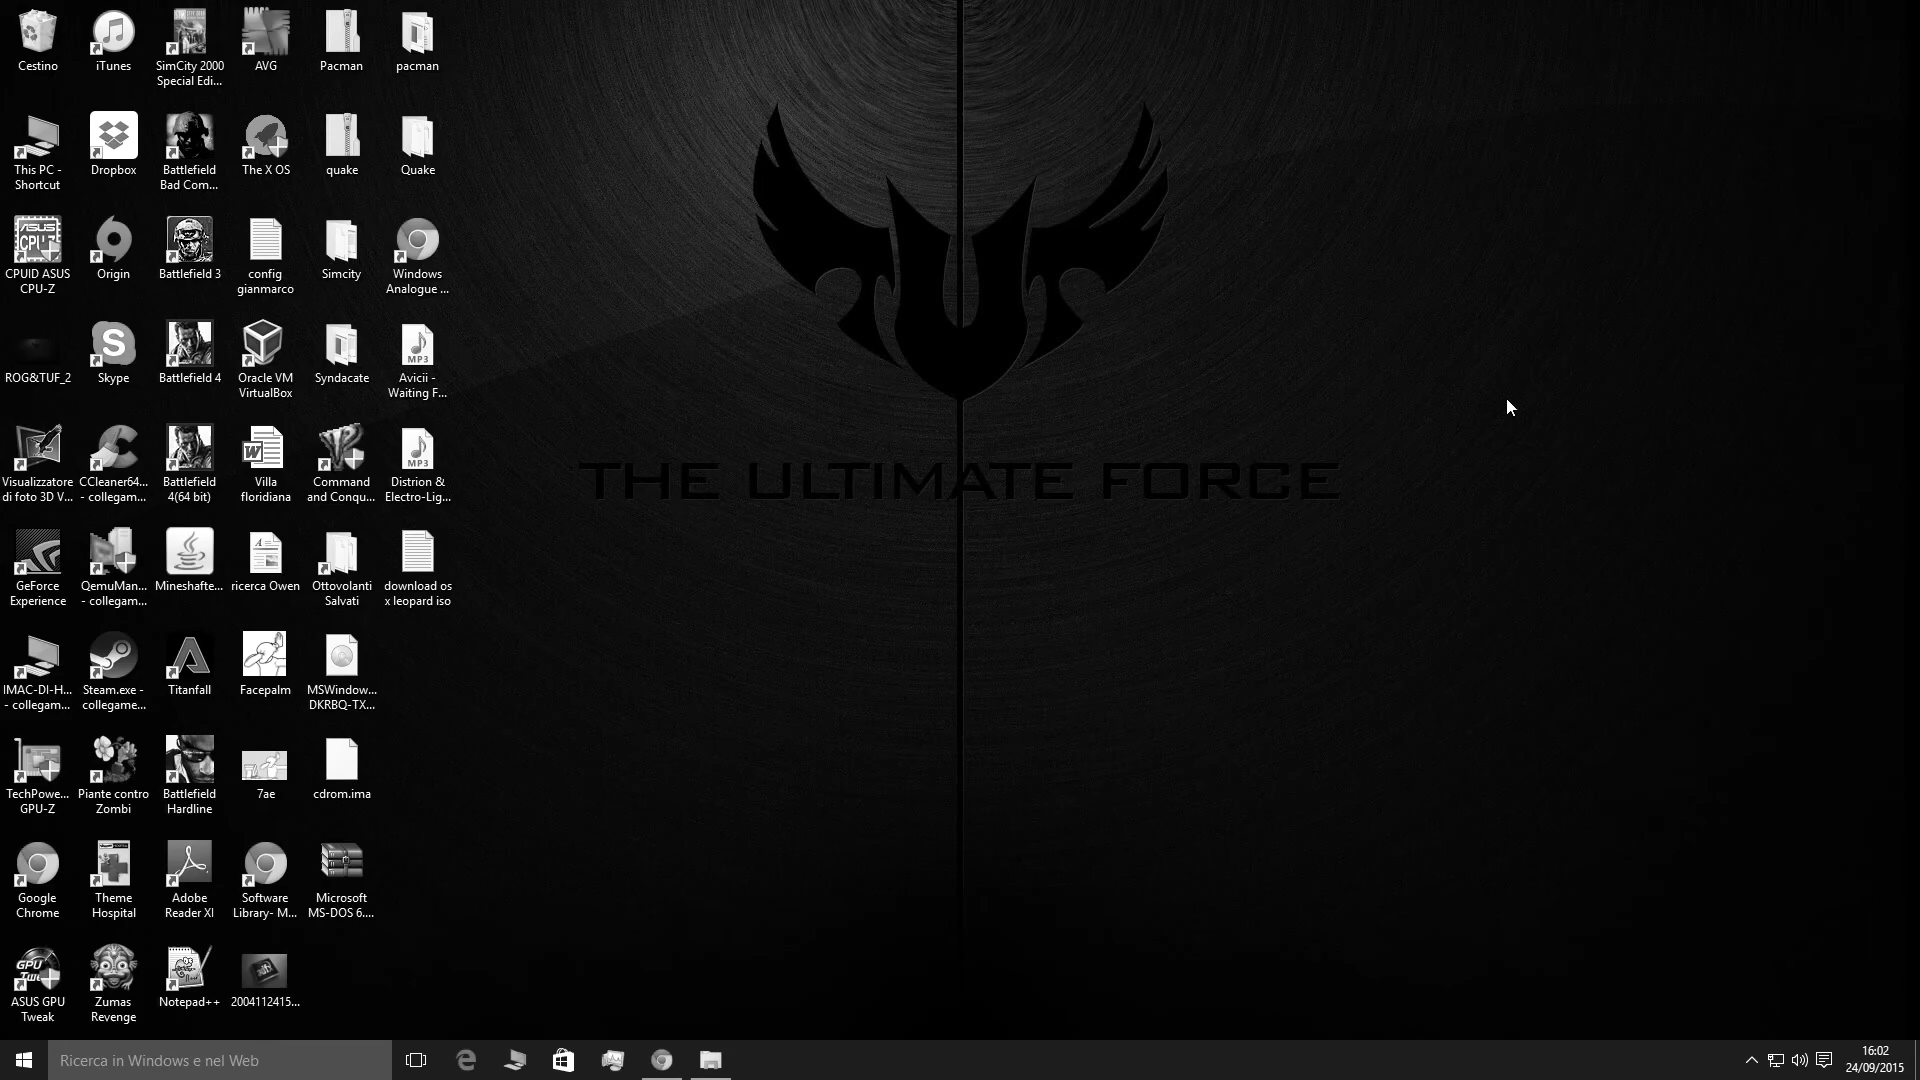 Cestino
iTunes
SimCity 2000
Special Edi...
AVG
Pacman
pacman
This PC -
Shortcut
Dropbox
Battlefield
Bad Com...
The X OS
quake
Quake
CPUID ASUS
CPU-Z
Origin
Battlefield 3
config
gianmarco
Simcity
Windows
Analogue ...
ROG&TUF_2
Skype
Battlefield 4
Oracle VM
VirtualBox
Syndacate
Avicii -
Waiting F...
MP3
Visualizzatore
di foto 3D V...
CCleaner64...
- collegam...
Battlefield
4(64 bit)
Villa
floridiana
Command
and Conqu...
Distrion &
Electro-Lig...
MP3
THE ULTIMATE FORCE
GeForce
Experience
QemuMan...
- collegam...
Mineshafte...
ricerca Owen
Ottovolanti
Salvati
download os
x leopard iso
IMAC-DI-H...
- collegam...
Steam.exe -
collegame...
Titanfall
Facepalm
MSWindow...
DKRBQ-TX...
TechPowe...
GPU-Z
Piante contro
Zombi
Battlefield
Hardline
7ae
cdrom.ima
Google
Chrome
Theme
Hospital
Adobe
Reader XI
Software
Library- M...
Microsoft
MS-DOS 6....
ASUS GPU
Tweak
Zumas
Revenge
Notepad++
2004112415...
Ricerca in Windows e nel Web
16:02
24/09/2015